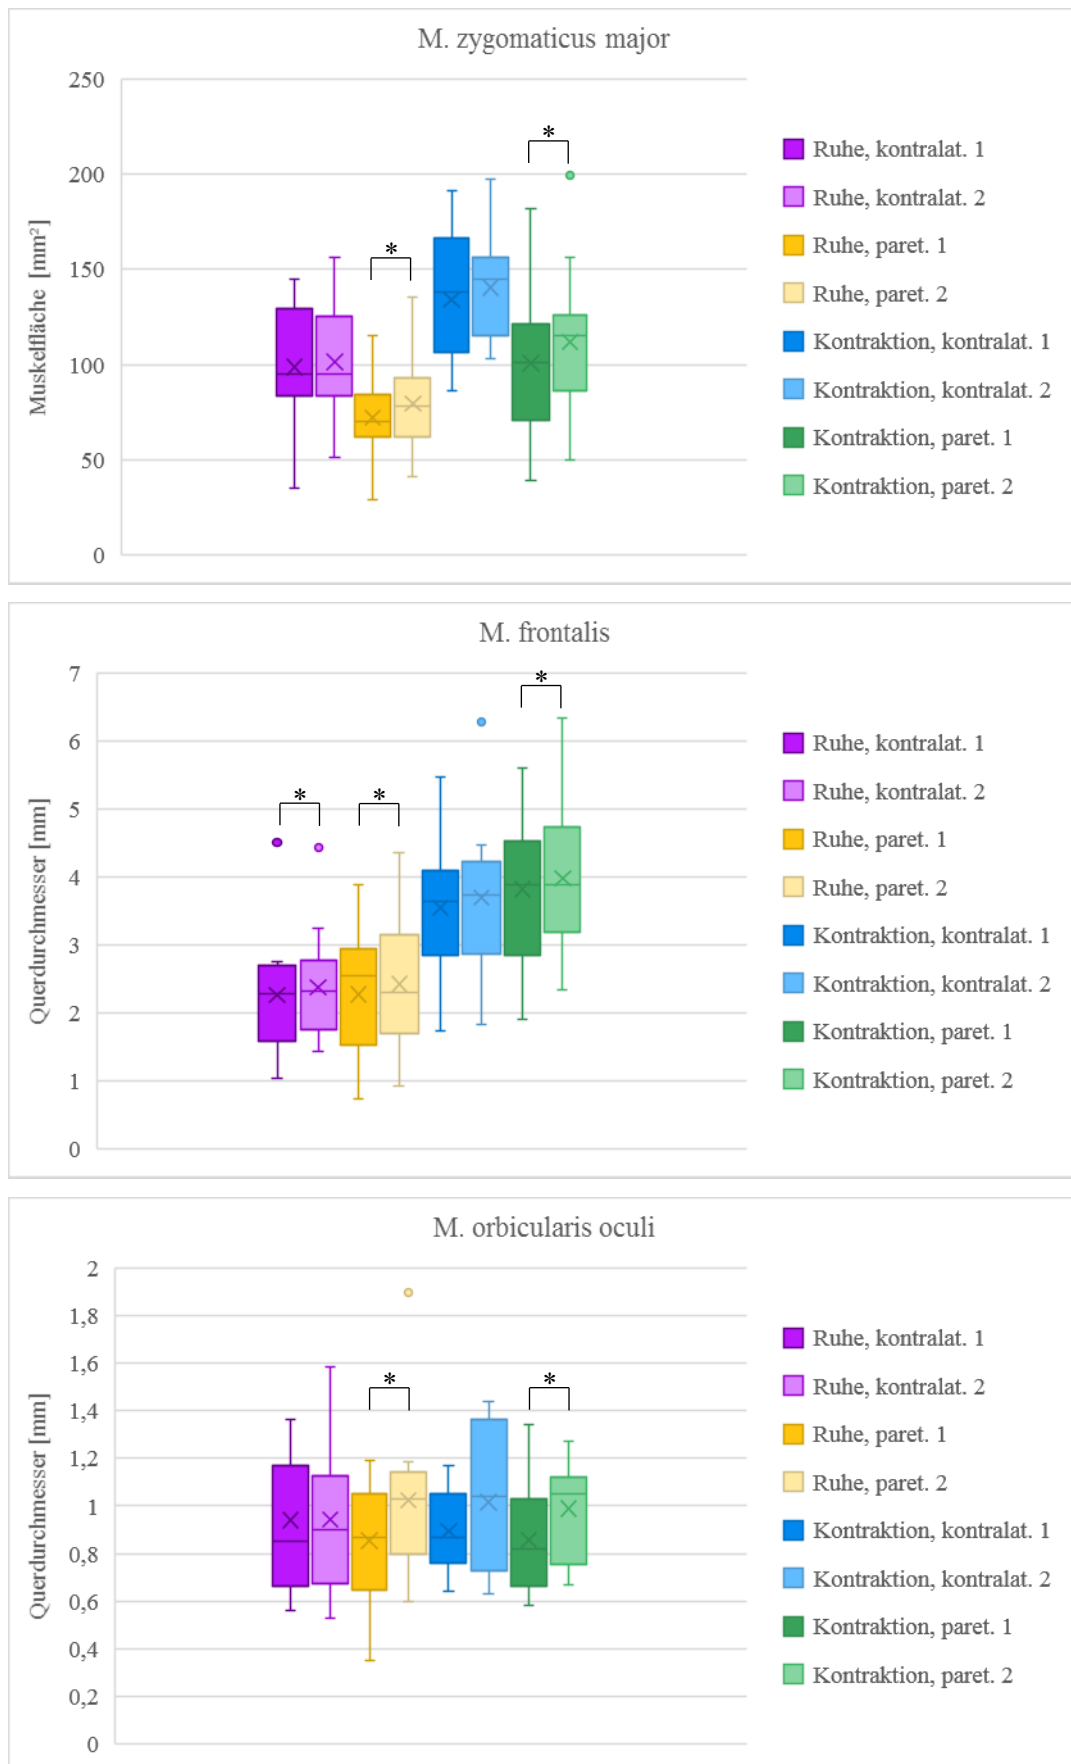 M. zygomaticus major
250
200
150
100
50
0
Muskelfläche [mm²]
*
*
Ruhe, kontralat. 1
Ruhe, kontralat. 2
Ruhe, paret. 1
Ruhe, paret. 2
Kontraktion, kontralat. 1
Kontraktion, kontralat. 2
Kontraktion, paret. 1
Kontraktion, paret. 2
M. frontalis
7
6
5
4
3
2
1
0
Querdurchmesser [mm]
*
*
*
Ruhe, kontralat. 1
Ruhe, kontralat. 2
Ruhe, paret. 1
Ruhe, paret. 2
Kontraktion, kontralat. 1
Kontraktion, kontralat. 2
Kontraktion, paret. 1
Kontraktion, paret. 2
M. orbicularis oculi
2
1,8
1,6
1,4
1,2
1
0,8
0,6
0,4
0,2
0
Querdurchmesser [mm]
*
*
Ruhe, kontralat. 1
Ruhe, kontralat. 2
Ruhe, paret. 1
Ruhe, paret. 2
Kontraktion, kontralat. 1
Kontraktion, kontralat. 2
Kontraktion, paret. 1
Kontraktion, paret. 2